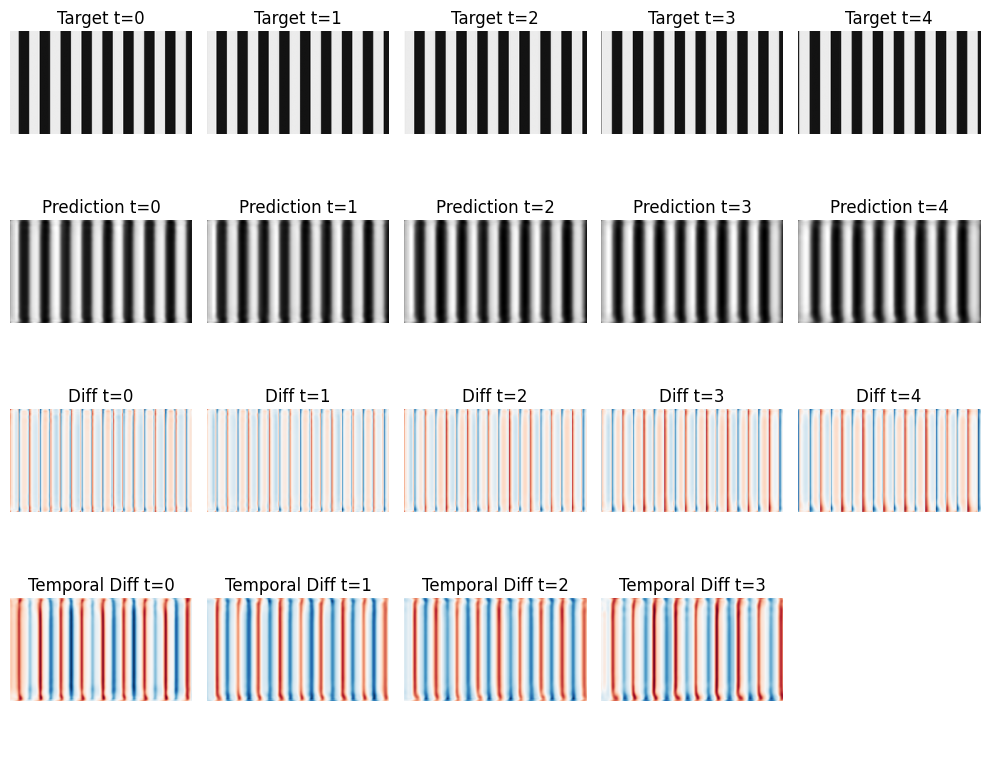 Target t=0 Target t=1 Target t=2 Target t=3 Target t=4
Prediction t=0 Prediction t=1 Prediction t=2 Prediction t=3 Prediction t=4
Diff t=0 Diff t=1 Diff t=2 Diff t=3 Diff t=4
Temporal Diff t=0 Temporal Diff t=1 Temporal Diff t=2 Temporal Diff t=3